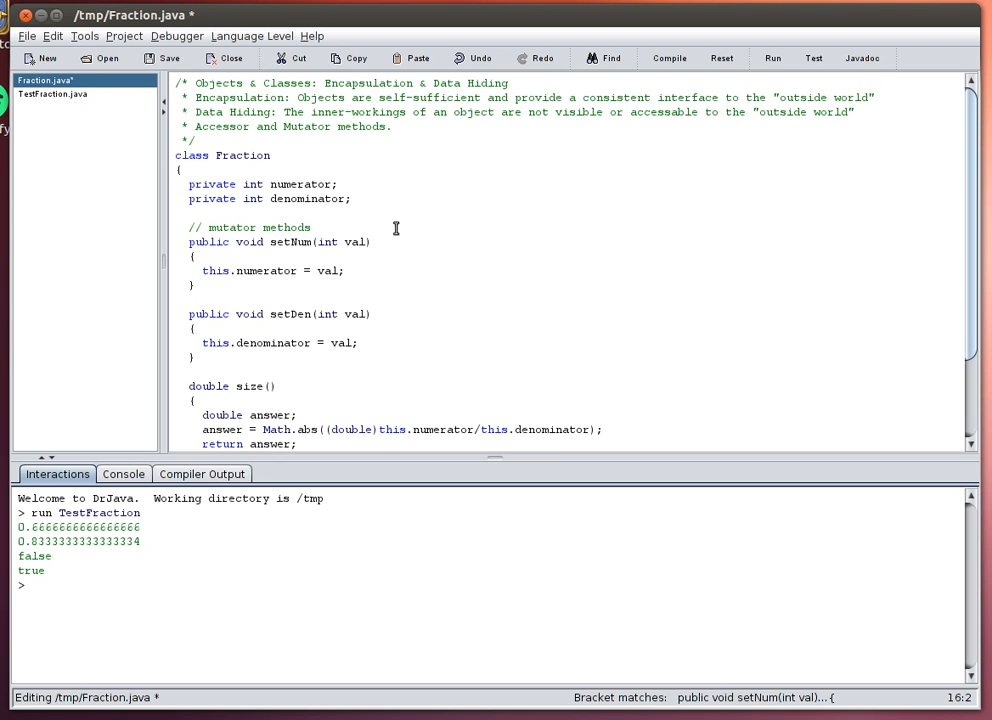 /tmp/Fraction.java *
File Edit Tools Project Debugger Language Level Help
New Open Save Close Cut Copy Paste Undo Redo Find Compile Reset Run Test Javadoc
Fraction.java*
TestFraction.java
/* Objects & Classes: Encapsulation & Data Hiding
 * Encapsulation: Objects are self-sufficient and provide a consistent interface to the "outside world"
 * Data Hiding: The inner-workings of an object are not visible or accessable to the "outside world"
 * Accessor and Mutator methods.
 */
class Fraction
{
  private int numerator;
  private int denominator;
  // mutator methods
  public void setNum(int val)
  {
    this.numerator = val;
  }
  public void setDen(int val)
  {
    this.denominator = val;
  }
  double size()
  {
    double answer;
    answer = Math.abs((double)this.numerator/this.denominator);
    return answer;
Interactions Console Compiler Output
Welcome to DrJava.  Working directory is /tmp
> run TestFraction
0.6666666666666666
0.8333333333333334
false
true
>
Editing /tmp/Fraction.java * Bracket matches: public void setNum(int val)...{ 16:2